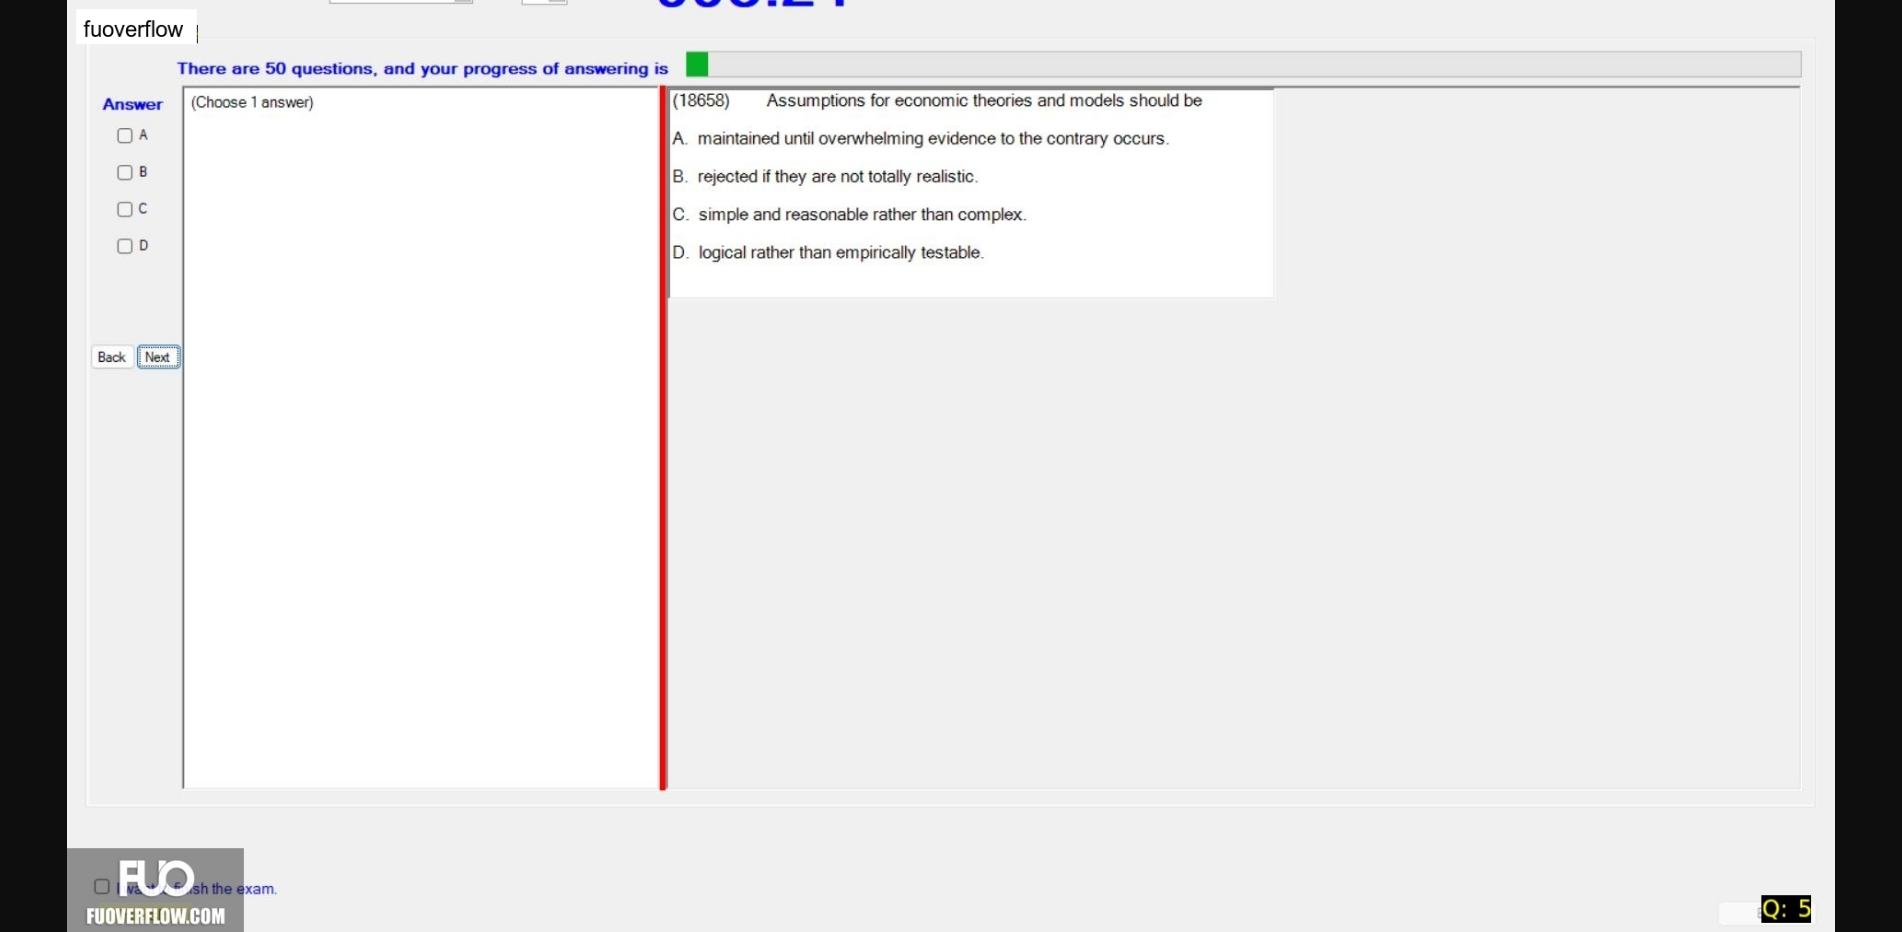 fuoverflow
There are 50 questions, and your progress of answering is
Answer
(Choose 1 answer)
A
B
C
D
Back Next
(18658) Assumptions for economic theories and models should be
A. maintained until overwhelming evidence to the contrary occurs.
B. rejected if they are not totally realistic.
C. simple and reasonable rather than complex.
D. logical rather than empirically testable.
FUO
the exam.
FUOVERFLOW.COM
Q: 5